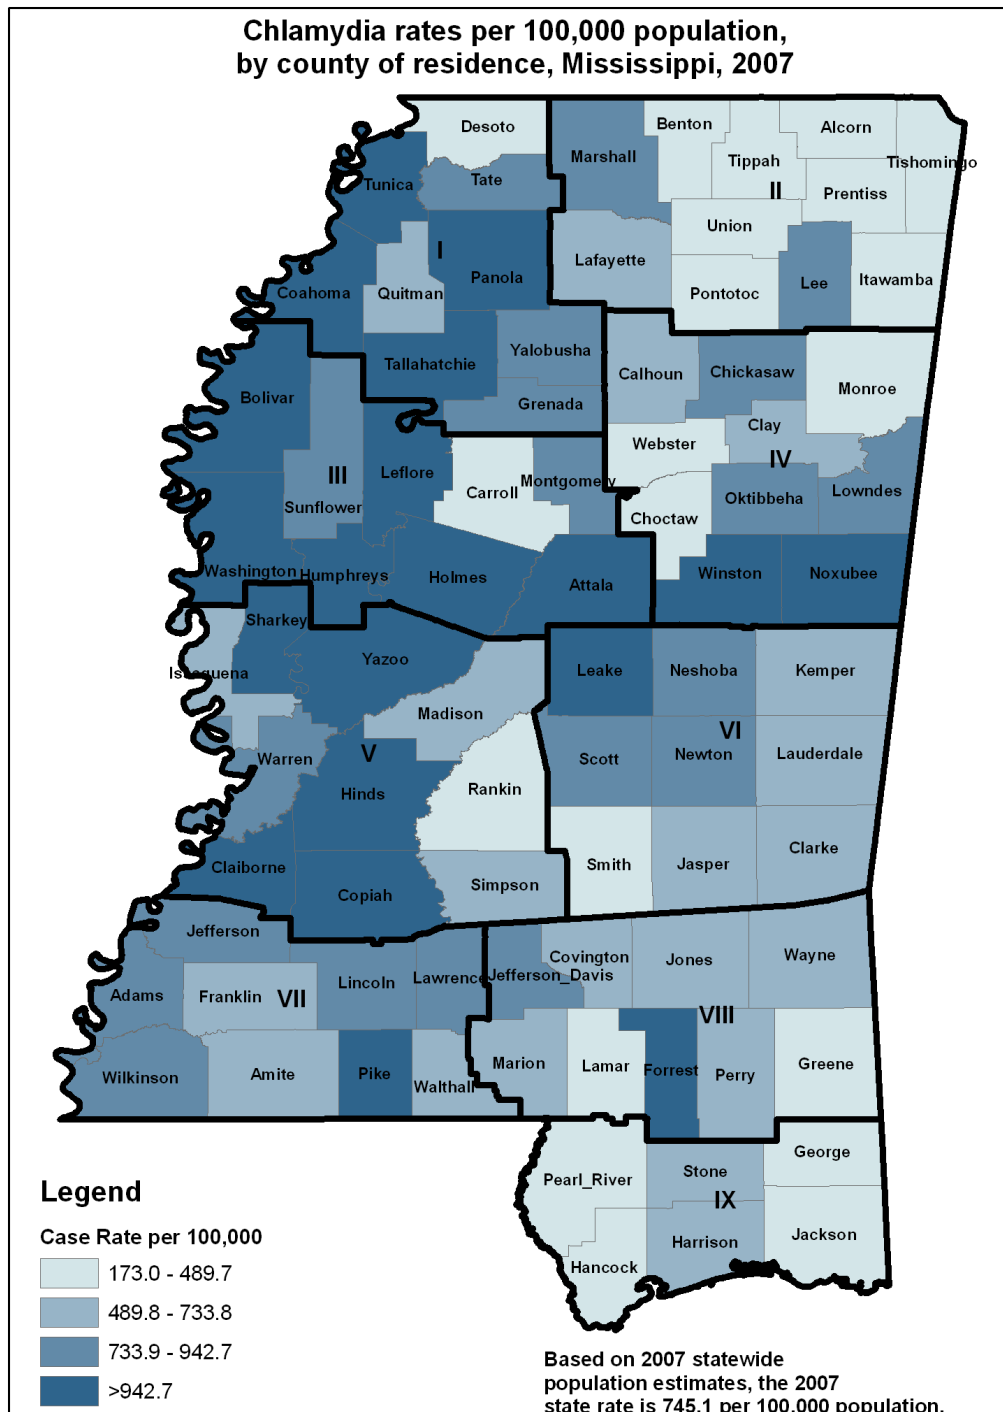 Chlamydia rates per 100,000 population,
by county of residence, Mississippi, 2007
Desoto
Benton
Alcorn
Marshall
Tippah
Tishomingo
Tunica
Tate
II
Prentiss
Union
I
Lafayette
Panola
Itawamba
Coahoma
Quitman
Pontotoc
Lee
Yalobusha
Tallahatchie
Calhoun
Chickasaw
Monroe
Bolivar
Grenada
Clay
Webster
IV
III
Leflore
Montgomery
Carroll
Lowndes
Sunflower
Oktibbeha
Choctaw
Washington
Humphreys
Holmes
Attala
Winston
Noxubee
Sharkey
Yazoo
Issaquena
Leake
Neshoba
Kemper
Madison
VI
V
Warren
Scott
Newton
Lauderdale
Hinds
Rankin
Claiborne
Smith
Jasper
Clarke
Copiah
Simpson
Jefferson
Covington
Jones
Wayne
Jefferson_Davis
Adams
Franklin
VII
Lincoln
Lawrence
VIII
Wilkinson
Amite
Pike
Walthall
Marion
Lamar
Forrest
Perry
Greene
George
Pearl_River
Stone
IX
Jackson
Harrison
Hancock
Legend
Case Rate per 100,000
173.0 - 489.7
489.8 - 733.8
733.9 - 942.7
>942.7
Based on 2007 statewide
population estimates, the 2007
state rate is 745.1 per 100,000 population.